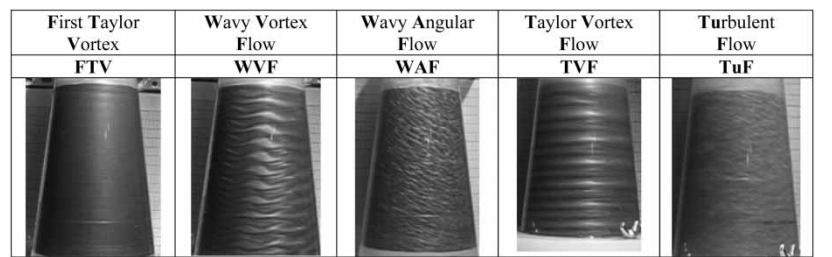 First Taylor
Vortex
Wavy Vortex
Flow
Wavy Angular
Flow
Taylor Vortex
Flow
Turbulent
Flow
FTV
WVF
WAF
TVF
TuF